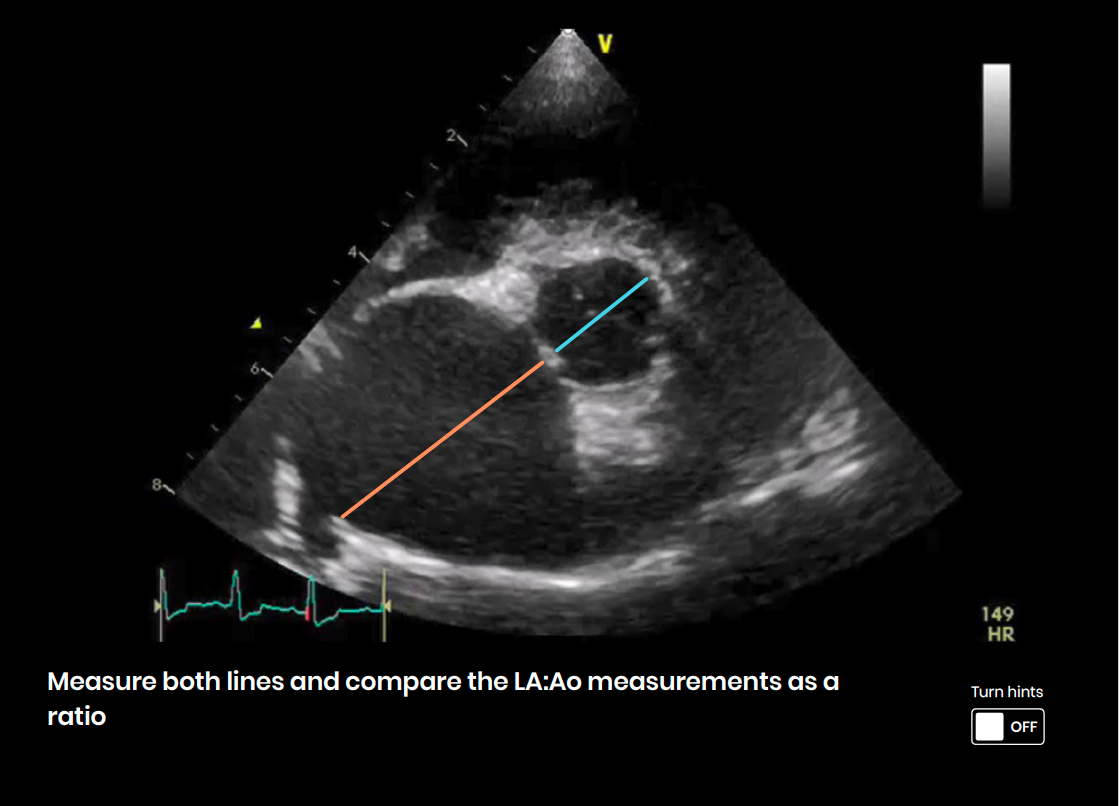 V
2
4
6
8
149
HR
Measure both lines and compare the LA:Ao measurements as a
ratio
Turn hints
OFF